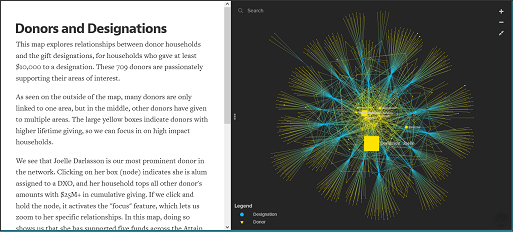 Donors and Designations
This map explores relationships between donor households
and the gift designations, for households who gave at least
$10,000 to a designation. These 709 donors are passionately
supporting their areas of interest.
As seen on the outside of the map, many donors are only
linked to one area, but in the middle, other donors have given
to multiple areas. The large yellow boxes indicate donors with
higher lifetime giving, so we can focus in on high impact
households.
We see that Joelle Darlasson is our most prominent donor in
the network. Clicking on her box (node) indicates she is alum
assigned to a DXO, and her household tops all other donor's
amounts with $25M+ in cumulative giving. If we click and
hold the node, it activates the "focus" feature, which lets us
zoom to her specific relationships. In this map, doing so
shows us that she has supported five funds across the Attain
Search
Legend
Designation
Donor